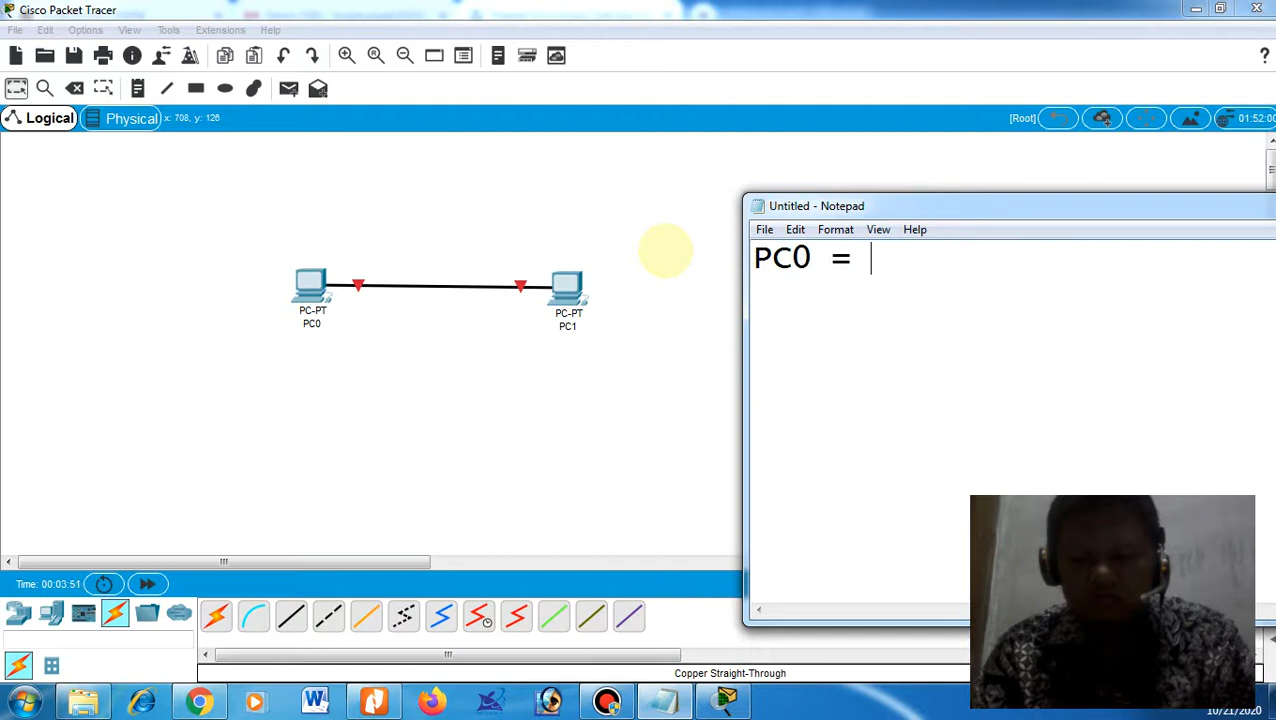 Cisco Packet Tracer
File Edit Options View Tools Extensions Help
Logical Physical x: 708, y: 126 [Root] 01:52:00
Untitled - Notepad
File Edit Format View Help
PC0 =
PC-PT
PC0
PC-PT
PC1
Time: 00:03:51
Copper Straight-Through
10/21/2020